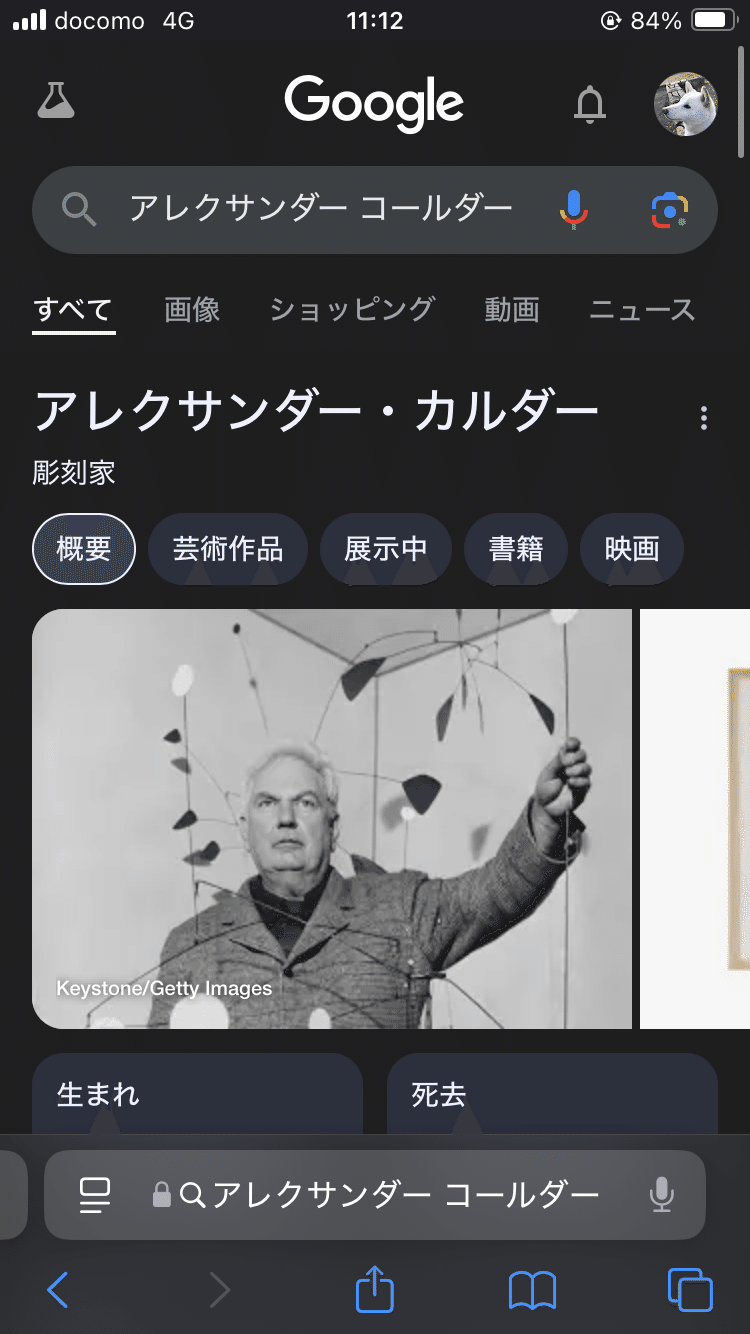 docomo 4G 11:12 84%
Google
アレクサンダー コールダー
すべて 画像 ショッピング 動画 ニュース
アレクサンダー・カルダー
彫刻家
概要 芸術作品 展示中 書籍 映画
Keystone/Getty Images
生まれ 死去
アレクサンダー コールダー